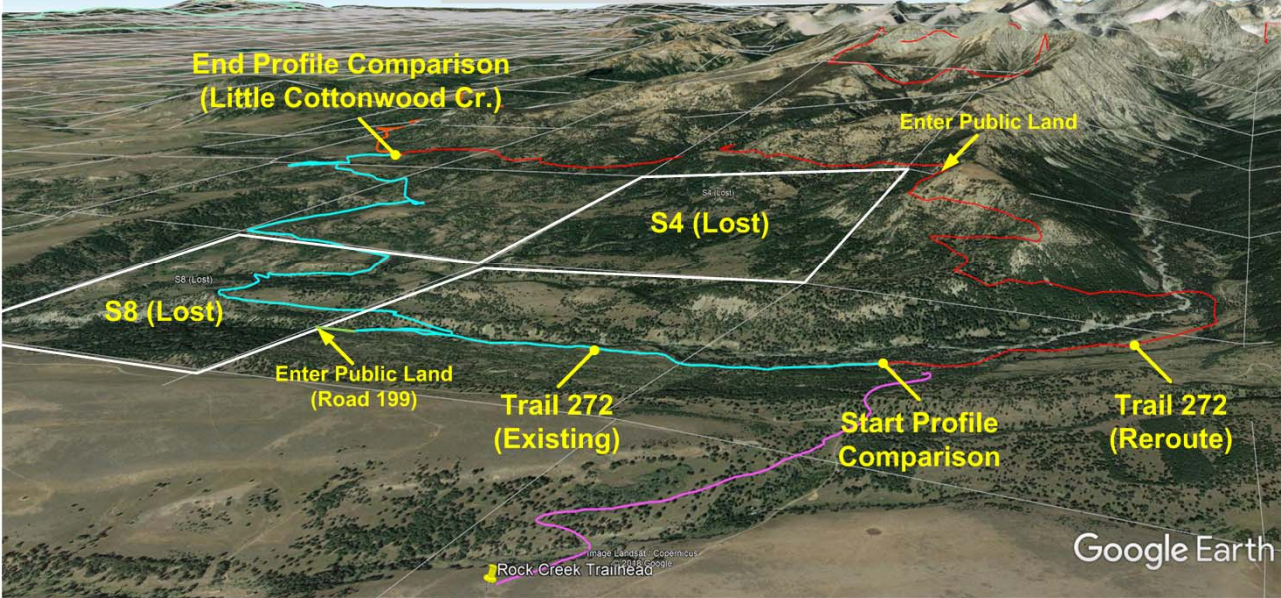 End Profile Comparison
(Little Cottonwood Cr.)
Enter Public Land
S4 (Lost)
S4 (Lost)
S8 (Lost)
S8 (Lost)
Enter Public Land
(Road 199)
Trail 272
(Existing)
Start Profile
Comparison
Trail 272
(Reroute)
Image Landsat / Copernicus
© 2018 Google
Rock Creek Trailhead
Google Earth